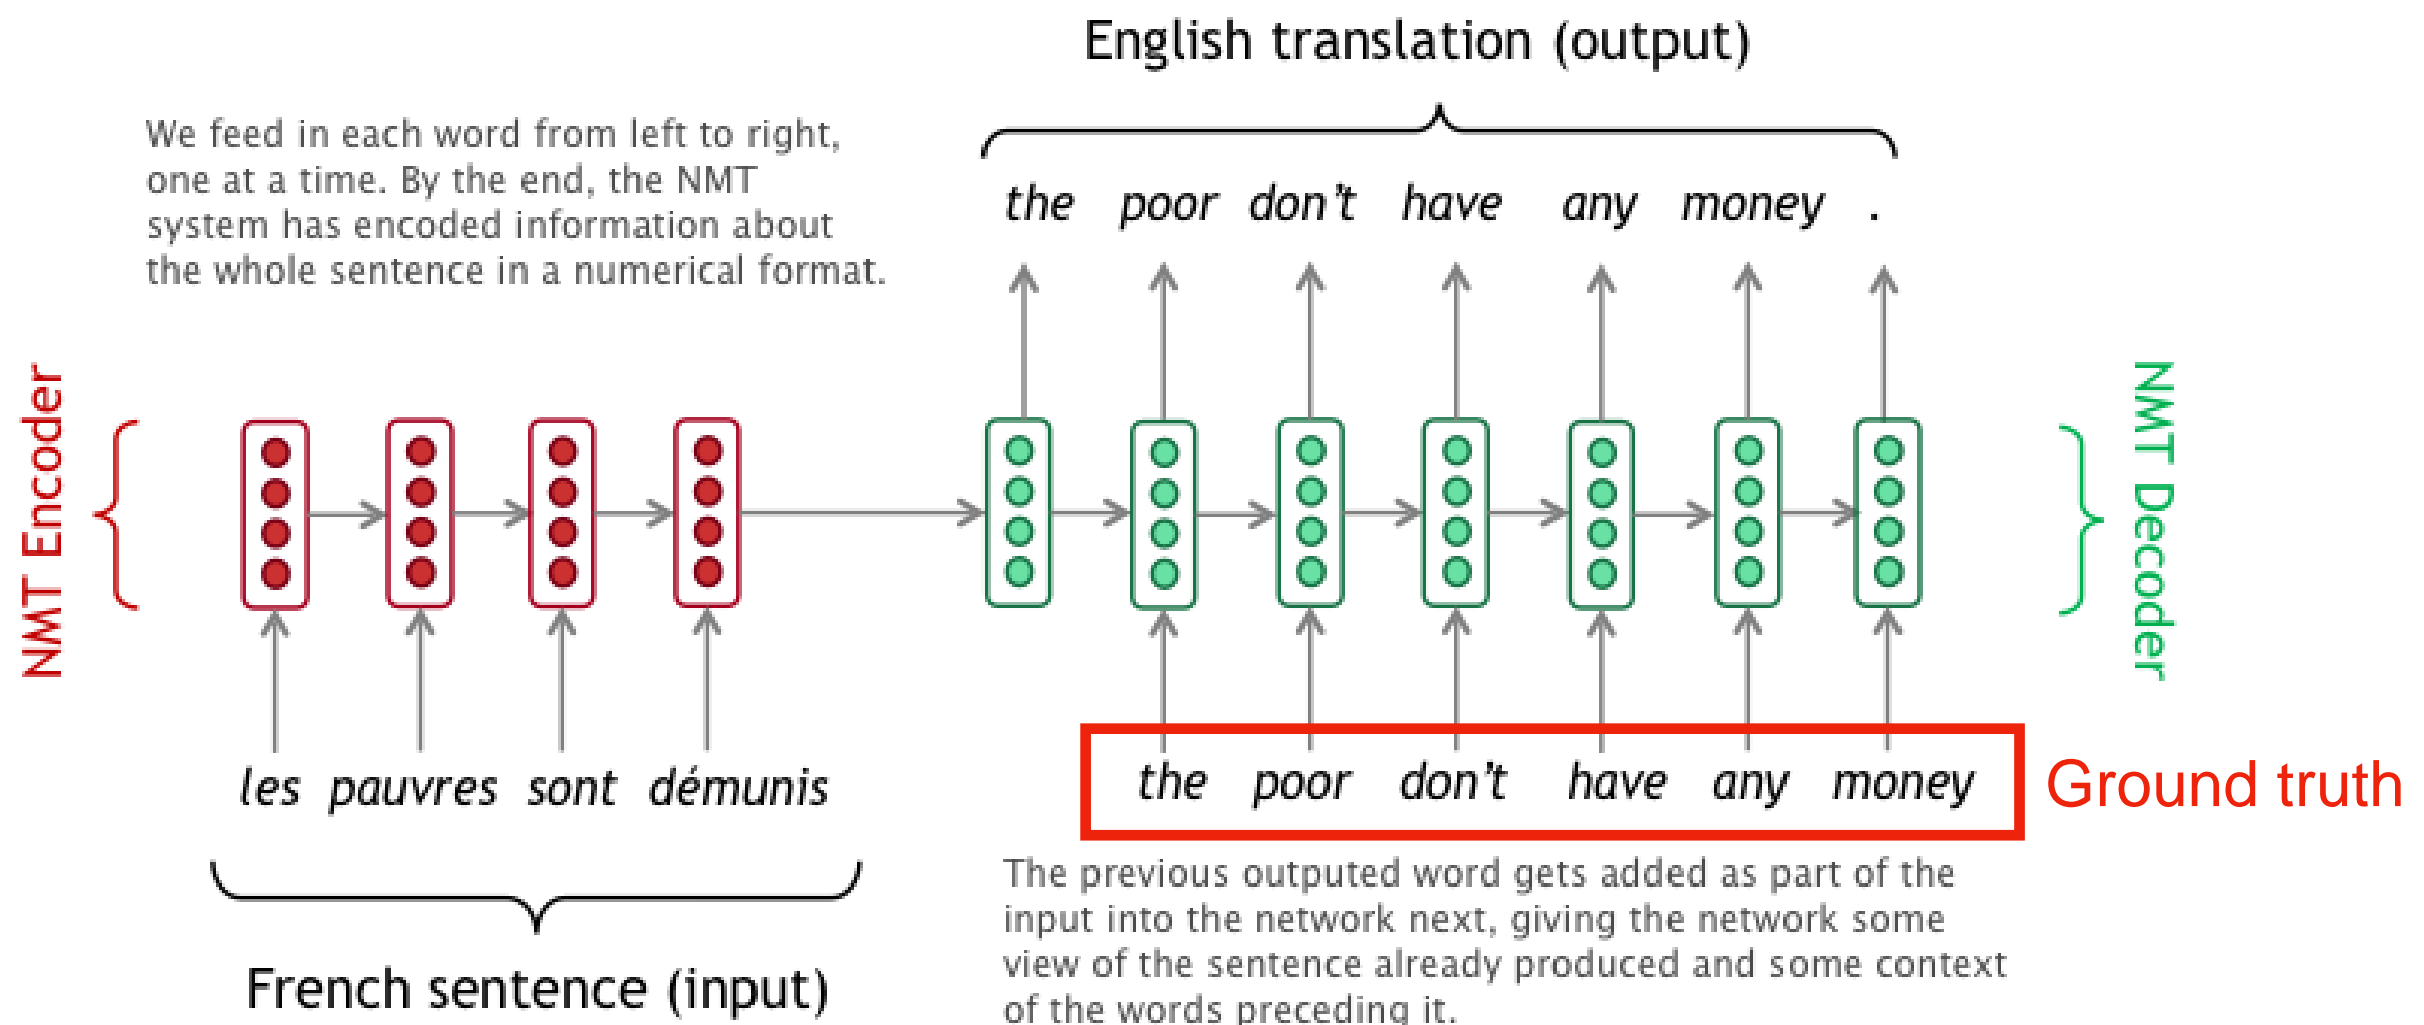 English translation (output)
We feed in each word from left to right,
one at a time. By the end, the NMT
system has encoded information about
the whole sentence in a numerical format.
the poor don't have any money .
NMT Encoder
NMT Decoder
les pauvres sont démunis
the poor don't have any money
Ground truth
French sentence (input)
The previous outputed word gets added as part of the
input into the network next, giving the network some
view of the sentence already produced and some context
of the words preceding it.